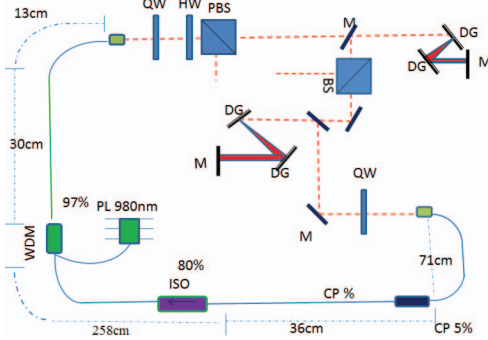 13cm
QW HW PBS
M
DG
M
DG
BS
DG
30cm
M
DG
QW
97%
PL 980nm
WDM
M
80%
ISO
71cm
CP %
258cm
36cm
CP 5%